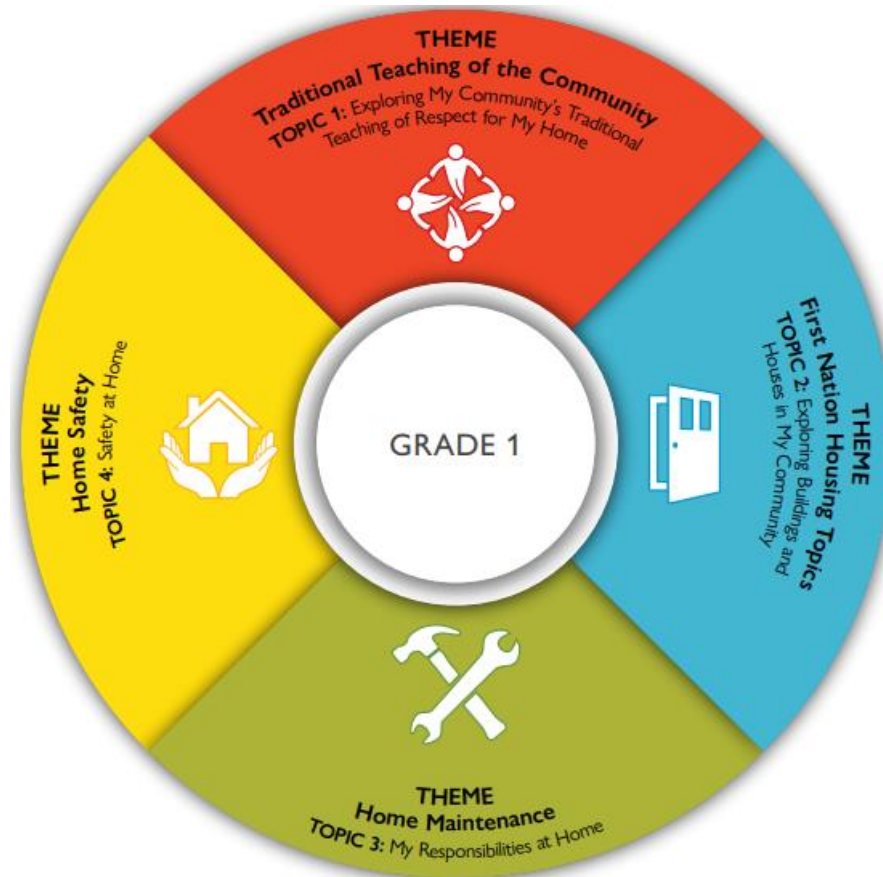 THEME
Traditional Teaching of the Community
TOPIC 1: Exploring My Community's Traditional
Teaching of Respect for My Home
THEME
First Nation Housing Topics
TOPIC 2: Exploring Buildings and
Houses in My Community
THEME
Home Maintenance
TOPIC 3: My Responsibilities at Home
THEME
Home Safety
TOPIC 4: Safety at Home
GRADE 1